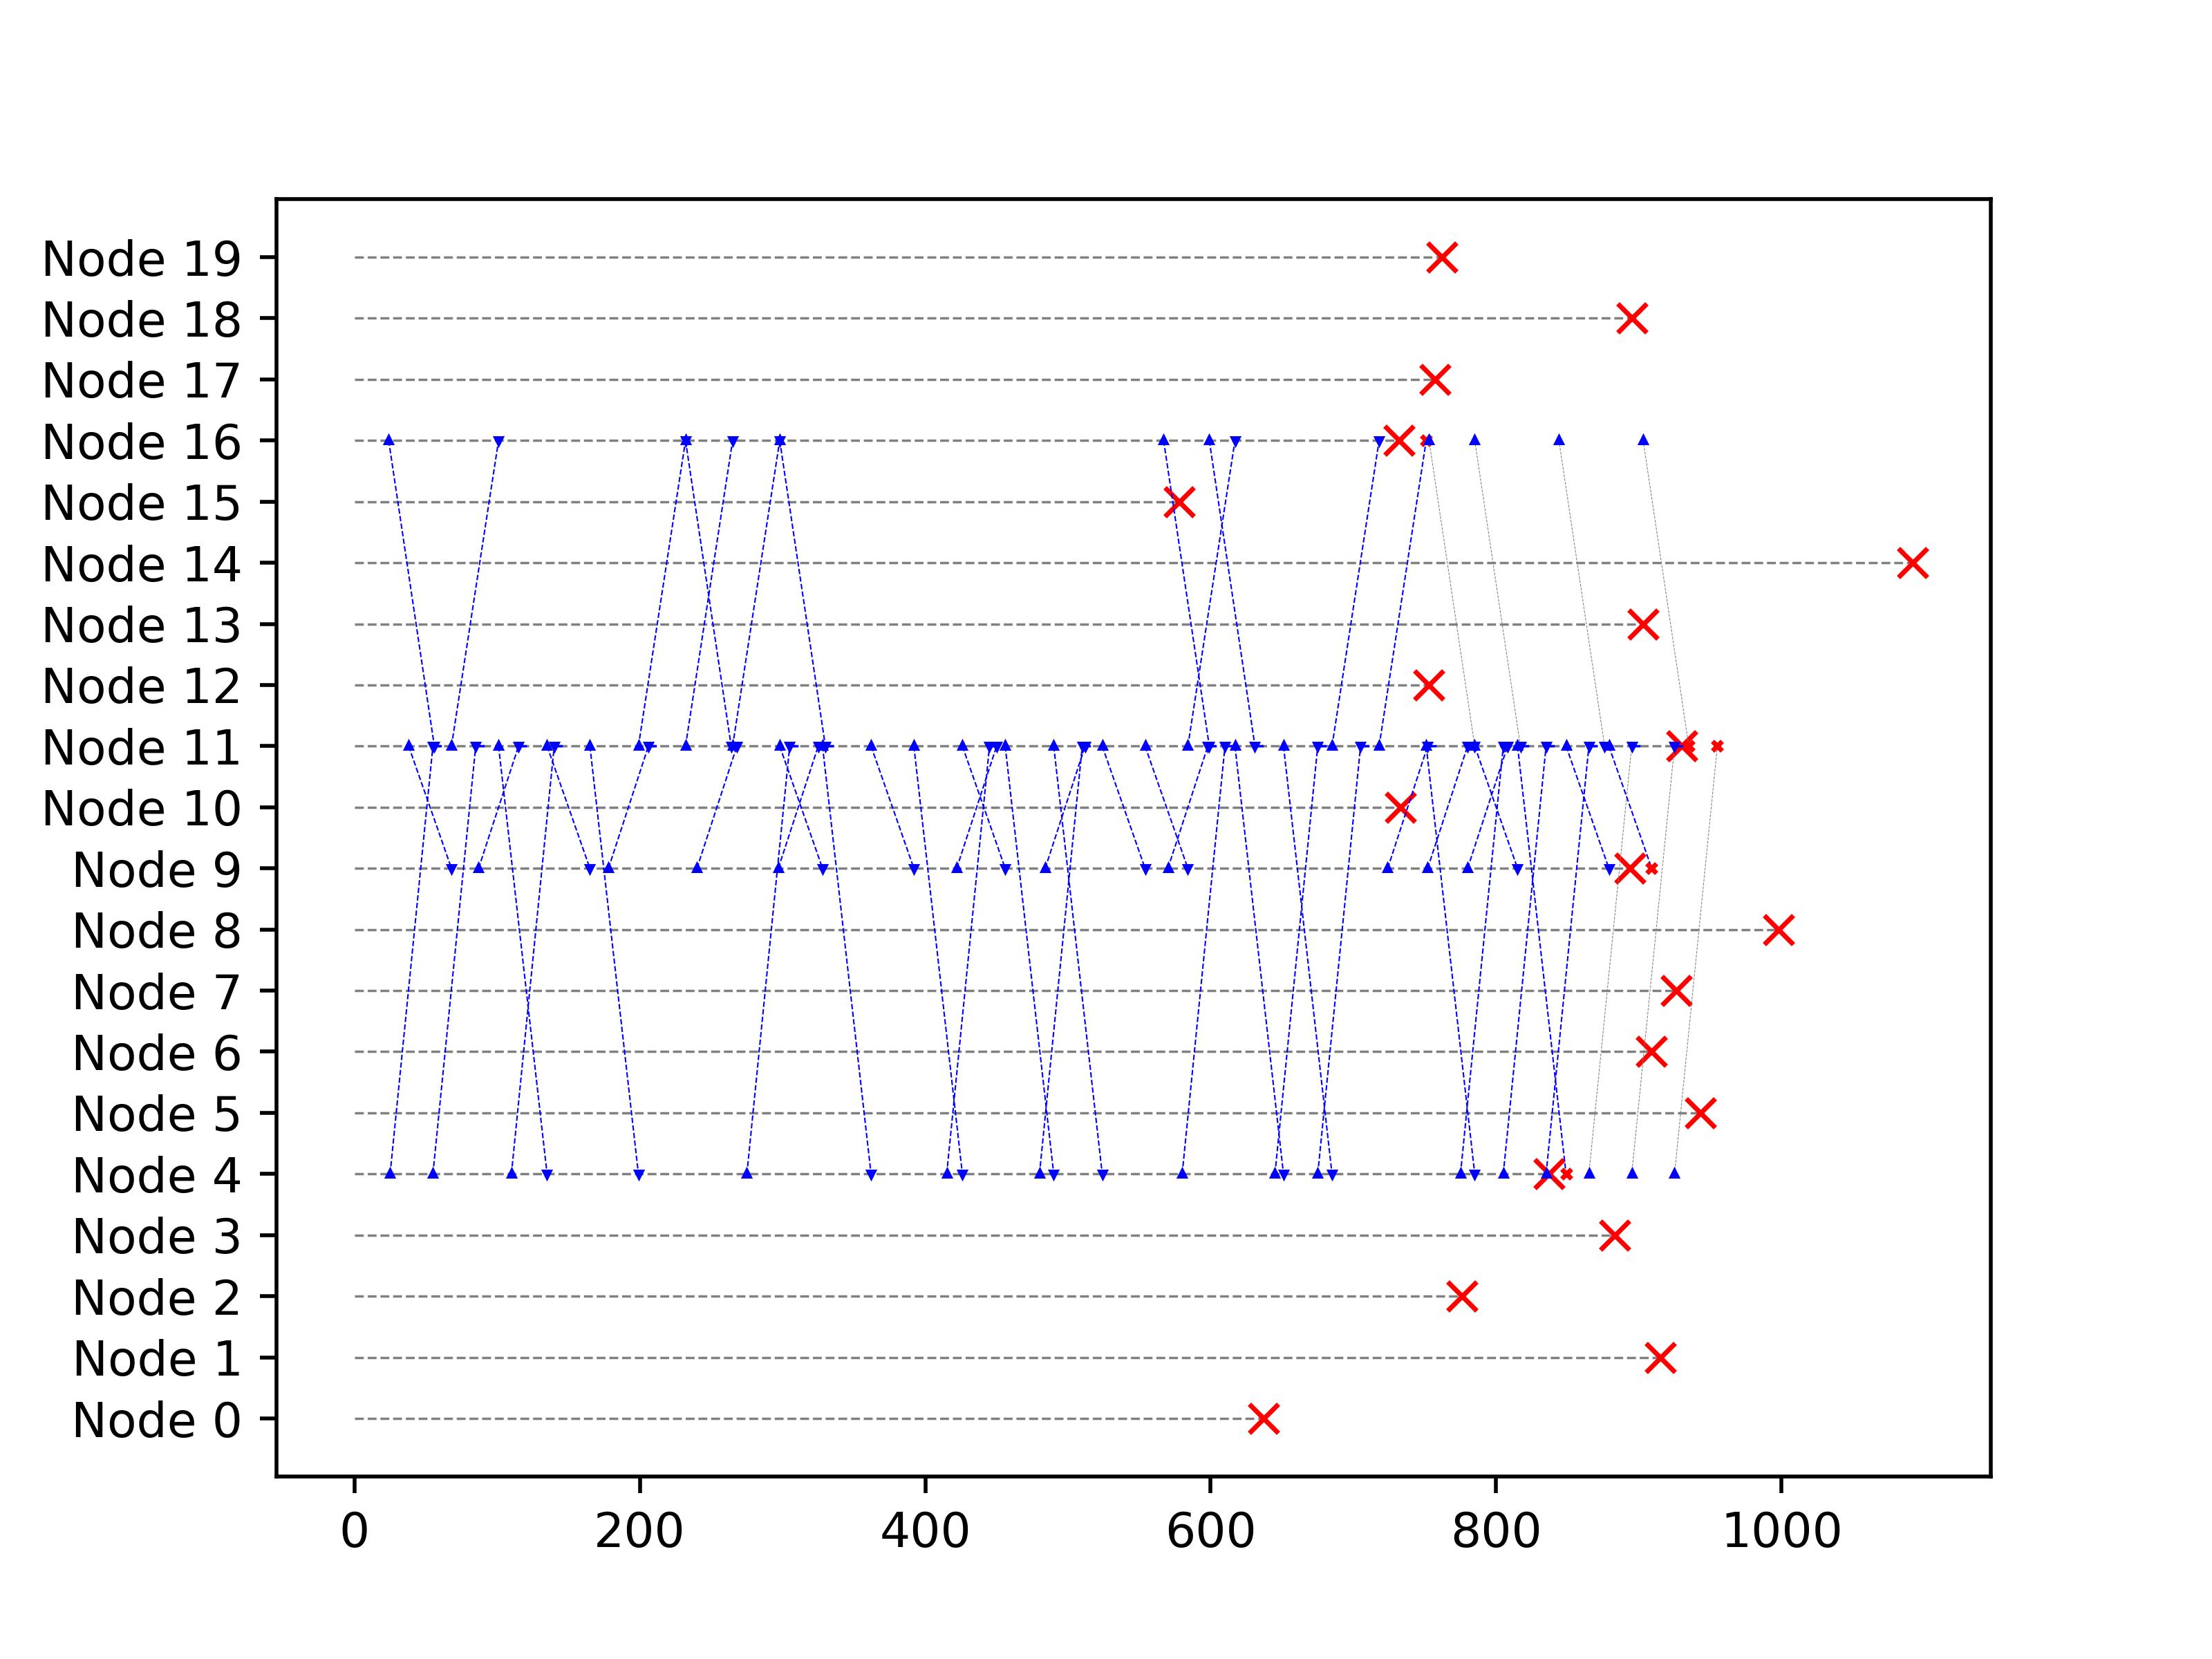 Node 19
Node 18
Node 17
Node 16
Node 15
Node 14
Node 13
Node 12
Node 11
Node 10
Node 9
Node 8
Node 7
Node 6
Node 5
Node 4
Node 3
Node 2
Node 1
Node 0
0 200 400 600 800 1000